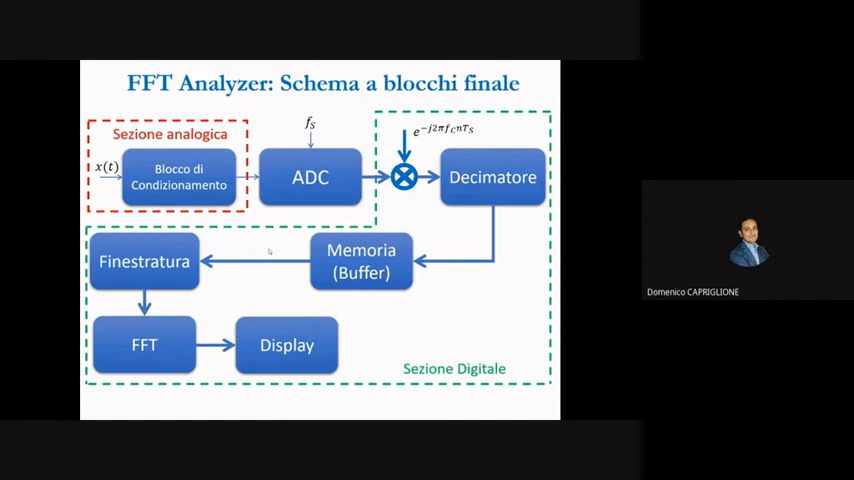 FFT Analyzer: Schema a blocchi finale
Sezione analogica
x(t)
Blocco di
Condizionamento
f_S
ADC
e^{-j2πf_C nT_S}
Decimatore
Finestratura
Memoria
(Buffer)
FFT
Display
Sezione Digitale
Domenico CAPRIGLIONE